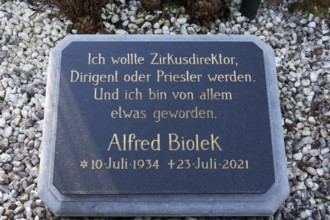 Ich wollte Zirkusdirektor,
Dirigent oder Priester werden.
Und ich bin von allem
etwas geworden.
Alfred Biolek
*10·Juli·1934 +23·Juli·2021